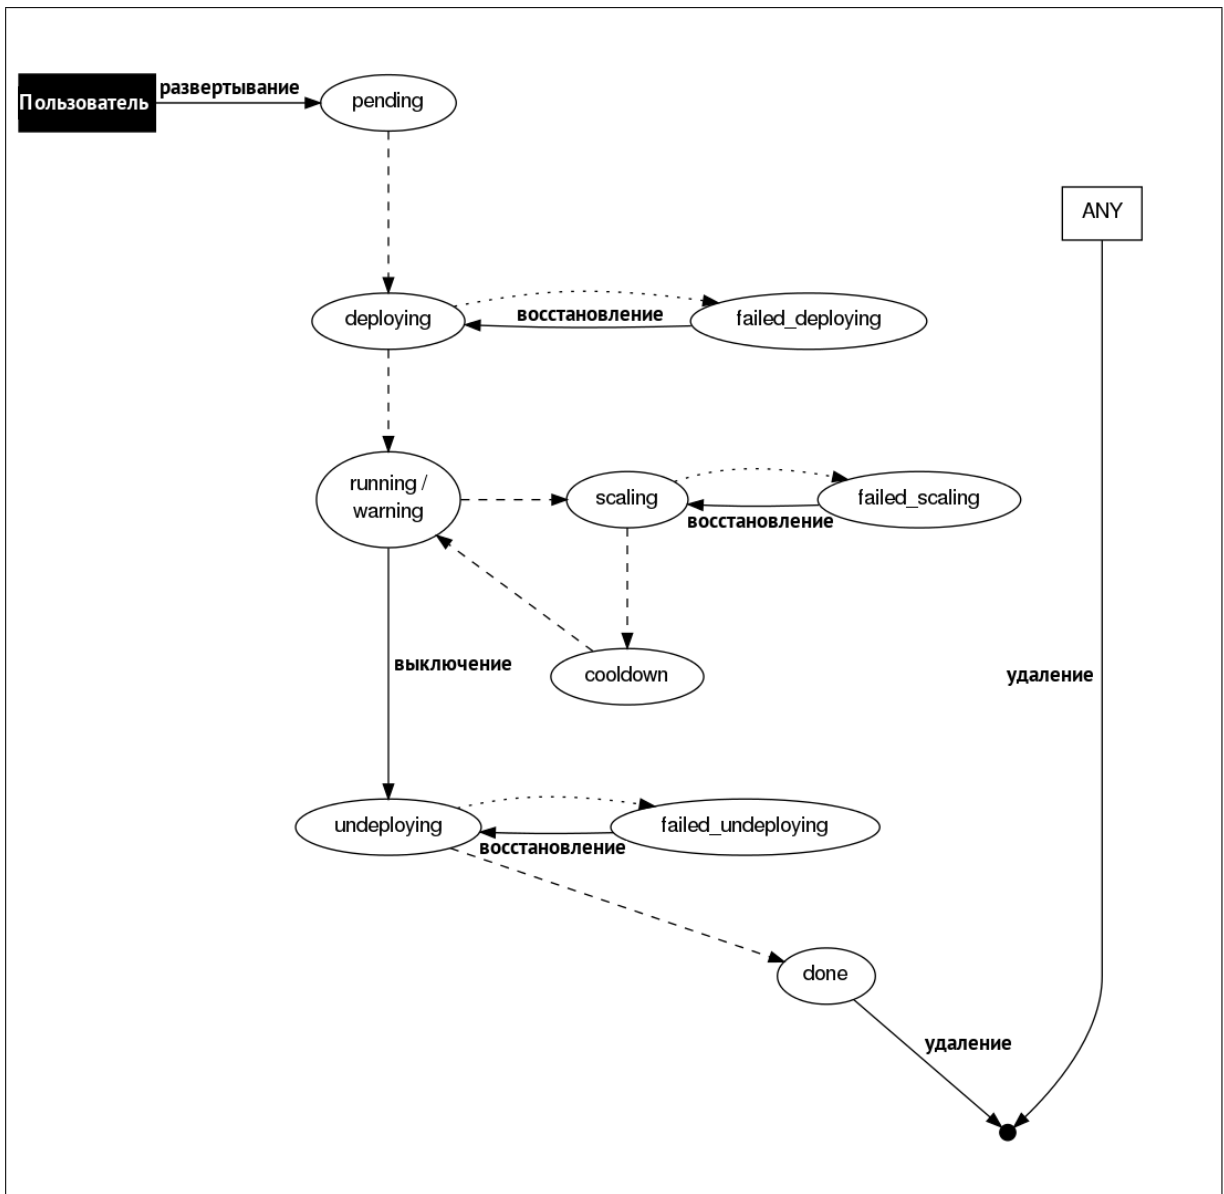 Пользователь
развертывание
pending
ANY
deploying
восстановление
failed_deploying
running /
warning
scaling
восстановление
failed_scaling
выключение
cooldown
удаление
undeploying
восстановление
failed_undeploying
done
удаление